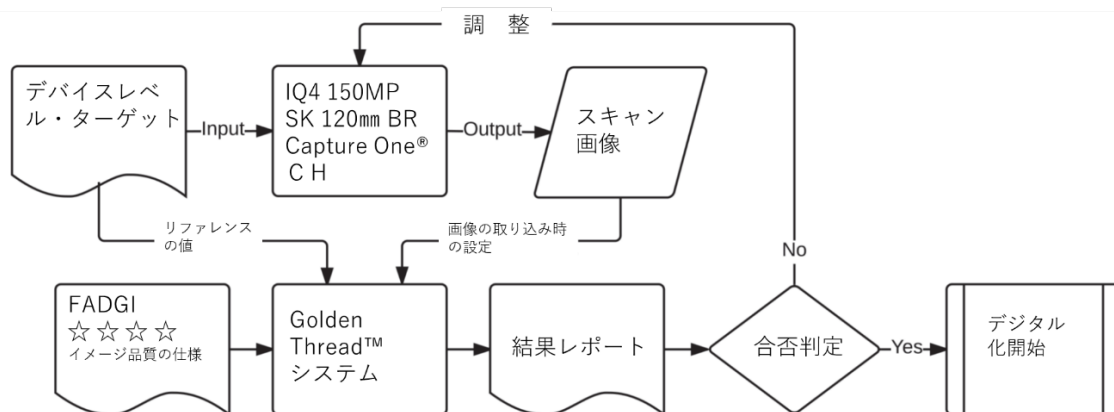 調 整
デバイスレベ
ル・ターゲット
Input
IQ4 150MP
SK 120㎜ BR
Capture One®
C H
Output
スキャン
画像
リファレンス
の値
画像の取り込み時
の設定
No
FADGI
☆☆☆☆
イメージ品質の仕様
Golden
Thread™
システム
結果レポート
合否判定
Yes
デジタル
化開始